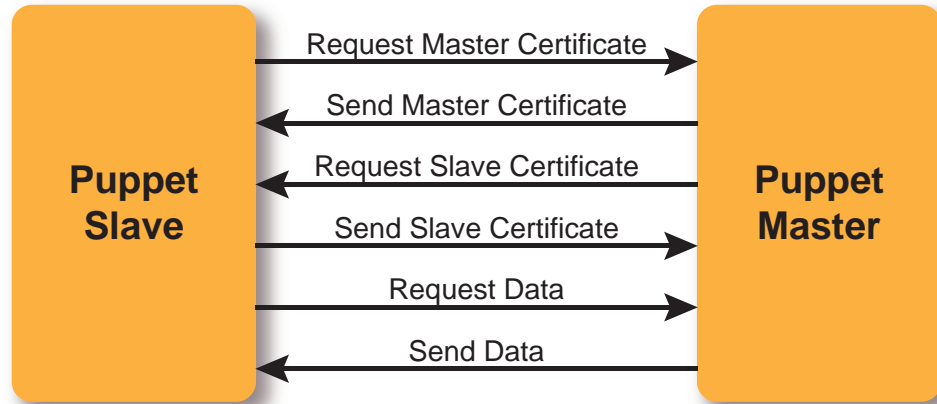 Request Master Certificate
Send Master Certificate
Request Slave Certificate
Send Slave Certificate
Request Data
Send Data
Puppet
Slave
Puppet
Master